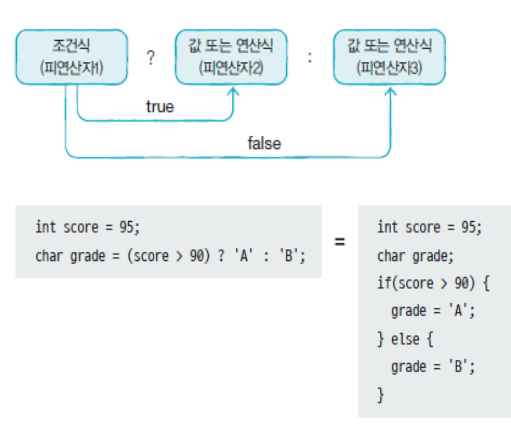 조건식
(피연산자1)
?
값 또는 연산식
(피연산자2)
:
값 또는 연산식
(피연산자3)
true
false
int score = 95;
char grade = (score > 90) ? 'A' : 'B';
=
int score = 95;
char grade;
if(score > 90) {
grade = 'A';
} else {
grade = 'B';
}